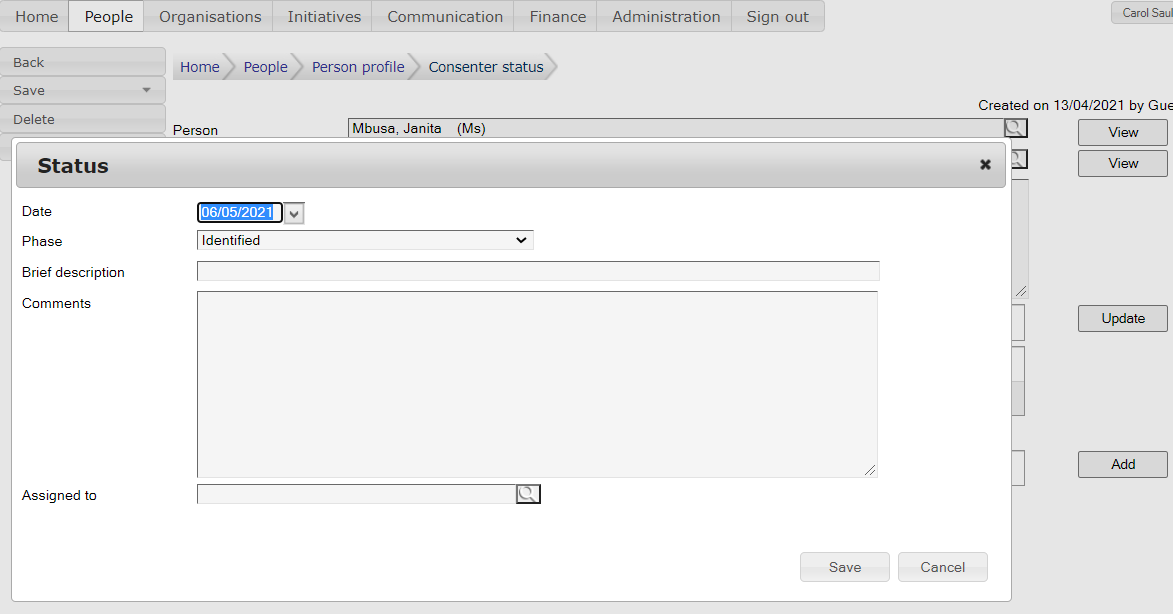 Home People Organisations Initiatives Communication Finance Administration Sign out
Carol Saul
Back
Home People Person profile Consenter status
Save
Created on 13/04/2021 by Gue
Delete
Person Mbusa, Janita (Ms) View
View
Status
Date 06/05/2021
Phase Identified
Brief description
Comments
Update
Add
Assigned to
Save Cancel